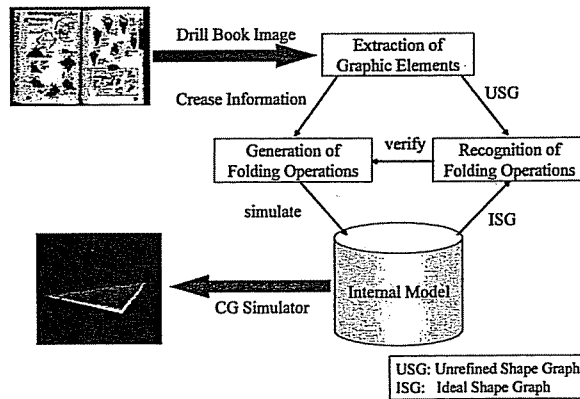 Drill Book Image
Extraction of
Graphic Elements
Crease Information
USG
Generation of
Folding Operations
verify
Recognition of
Folding Operations
simulate
ISG
Internal Model
CG Simulator
USG: Unrefined Shape Graph
ISG: Ideal Shape Graph